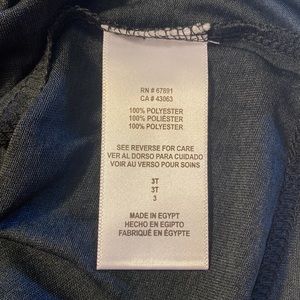 RN # 67891
CA # 43063
100% POLYESTER
100% POLIÉSTER
100% POLYESTER
SEE REVERSE FOR CARE
VER AL DORSO PARA CUIDADO
VOIR AU VERSO POUR SOINS
3T
3T
3
MADE IN EGYPT
HECHO EN EGIPTO
FABRIQUÉ EN ÉGYPTE